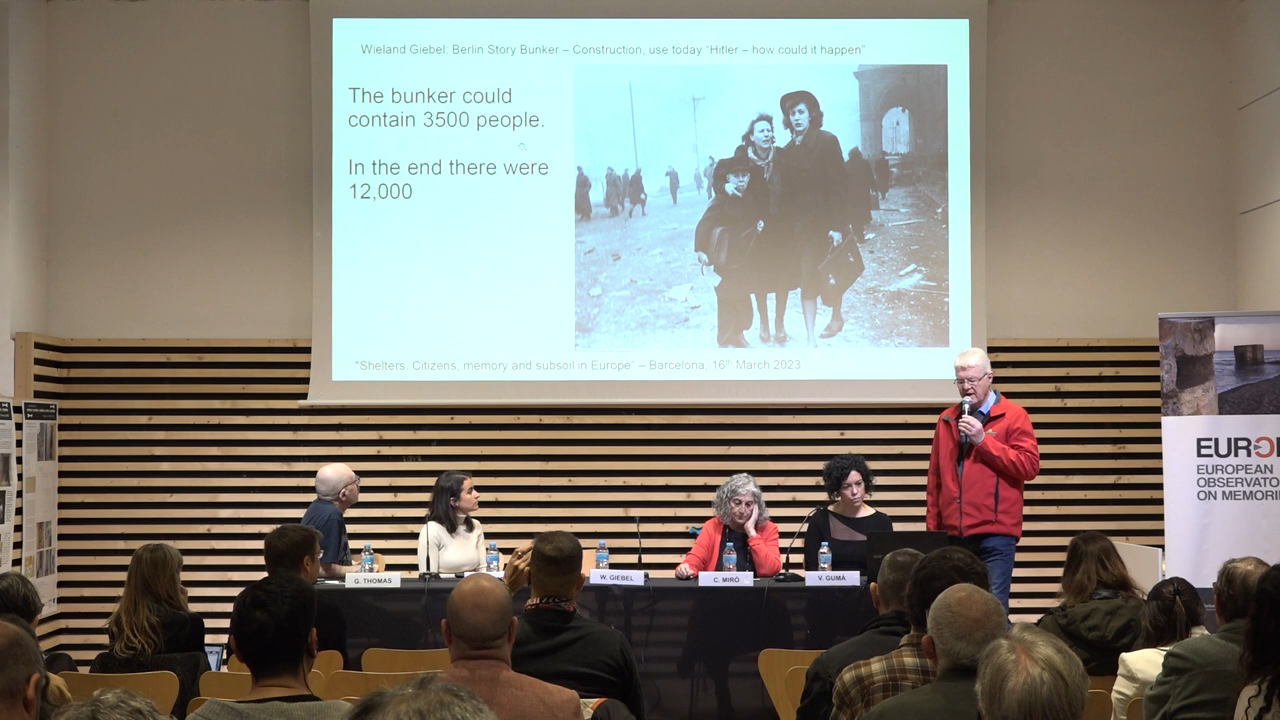 Wieland Giebel: Berlin Story Bunker – Construction, use today "Hitler – how could it happen"
The bunker could
contain 3500 people.
In the end there were
12,000
"Shelters. Citizens, memory and subsoil in Europe" – Barcelona, 16th March 2023
EURO
EUROPEAN
OBSERVATO
ON MEMORI
G. THOMAS
W. GIEBEL
C. MIRÓ
V. GUMÀ